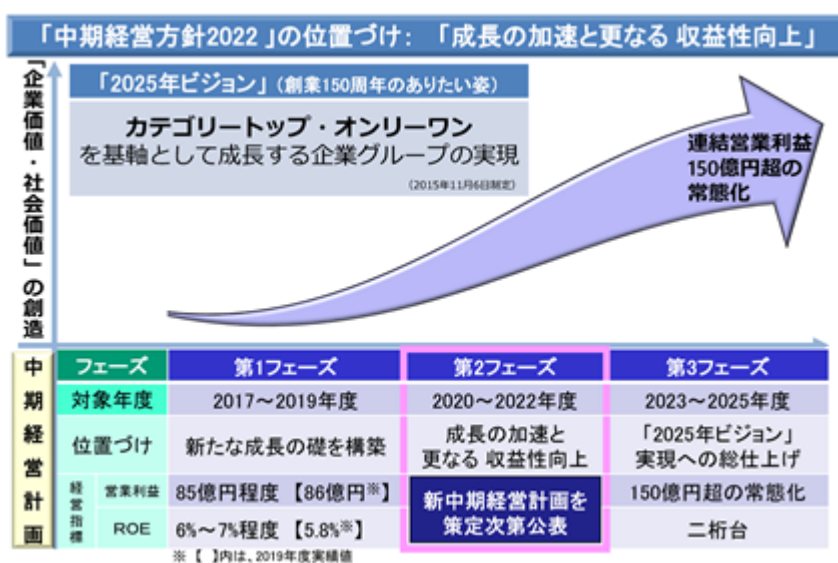 「中期経営方針2022 」の位置づけ: 「成長の加速と更なる 収益性向上」
「企業価値・社会価値」の創造
「2025年ビジョン」(創業150周年のありたい姿)
カテゴリートップ・オンリーワン
を基軸として成長する企業グループの実現
(2015年11月6日制定)
連結営業利益
150億円超の
常態化
中期経営計画
フェーズ 第1フェーズ 第2フェーズ 第3フェーズ
対象年度 2017～2019年度 2020～2022年度 2023～2025年度
位置づけ 新たな成長の礎を構築 成長の加速と
更なる 収益性向上 「2025年ビジョン」
実現への総仕上げ
経営指標 営業利益 85億円程度 【86億円※】 新中期経営計画を
策定次第公表 150億円超の常態化
ROE 6%～7%程度 【5.8%※】 二桁台
※ 【 】内は、2019年度実績値